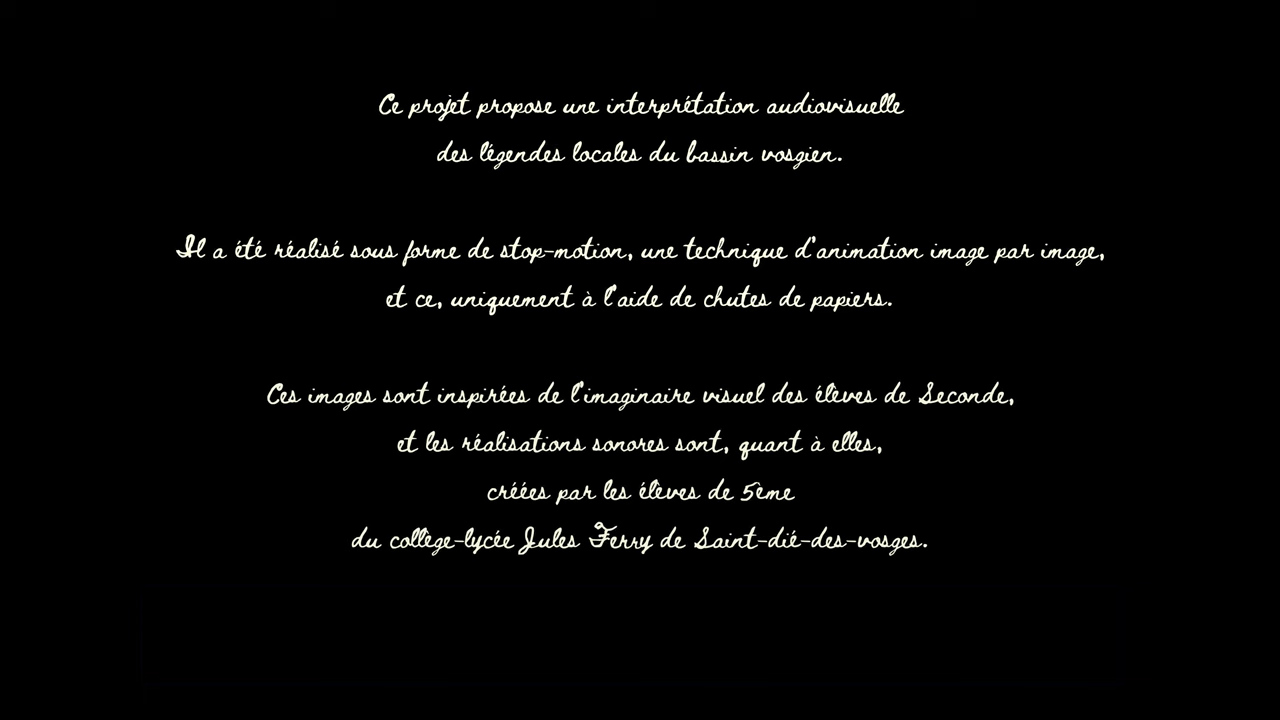 Ce projet propose une interprétation audiovisuelle
des légendes locales du bassin vosgien.
Il a été réalisé sous forme de stop-motion, une technique d'animation image par image,
et ce, uniquement à l'aide de chutes de papiers.
Ces images sont inspirées de l'imaginaire visuel des élèves de Seconde,
et les réalisations sonores sont, quant à elles,
créées par les élèves de 5ème
du collège-lycée Jules Ferry de Saint-dié-des-vosges.